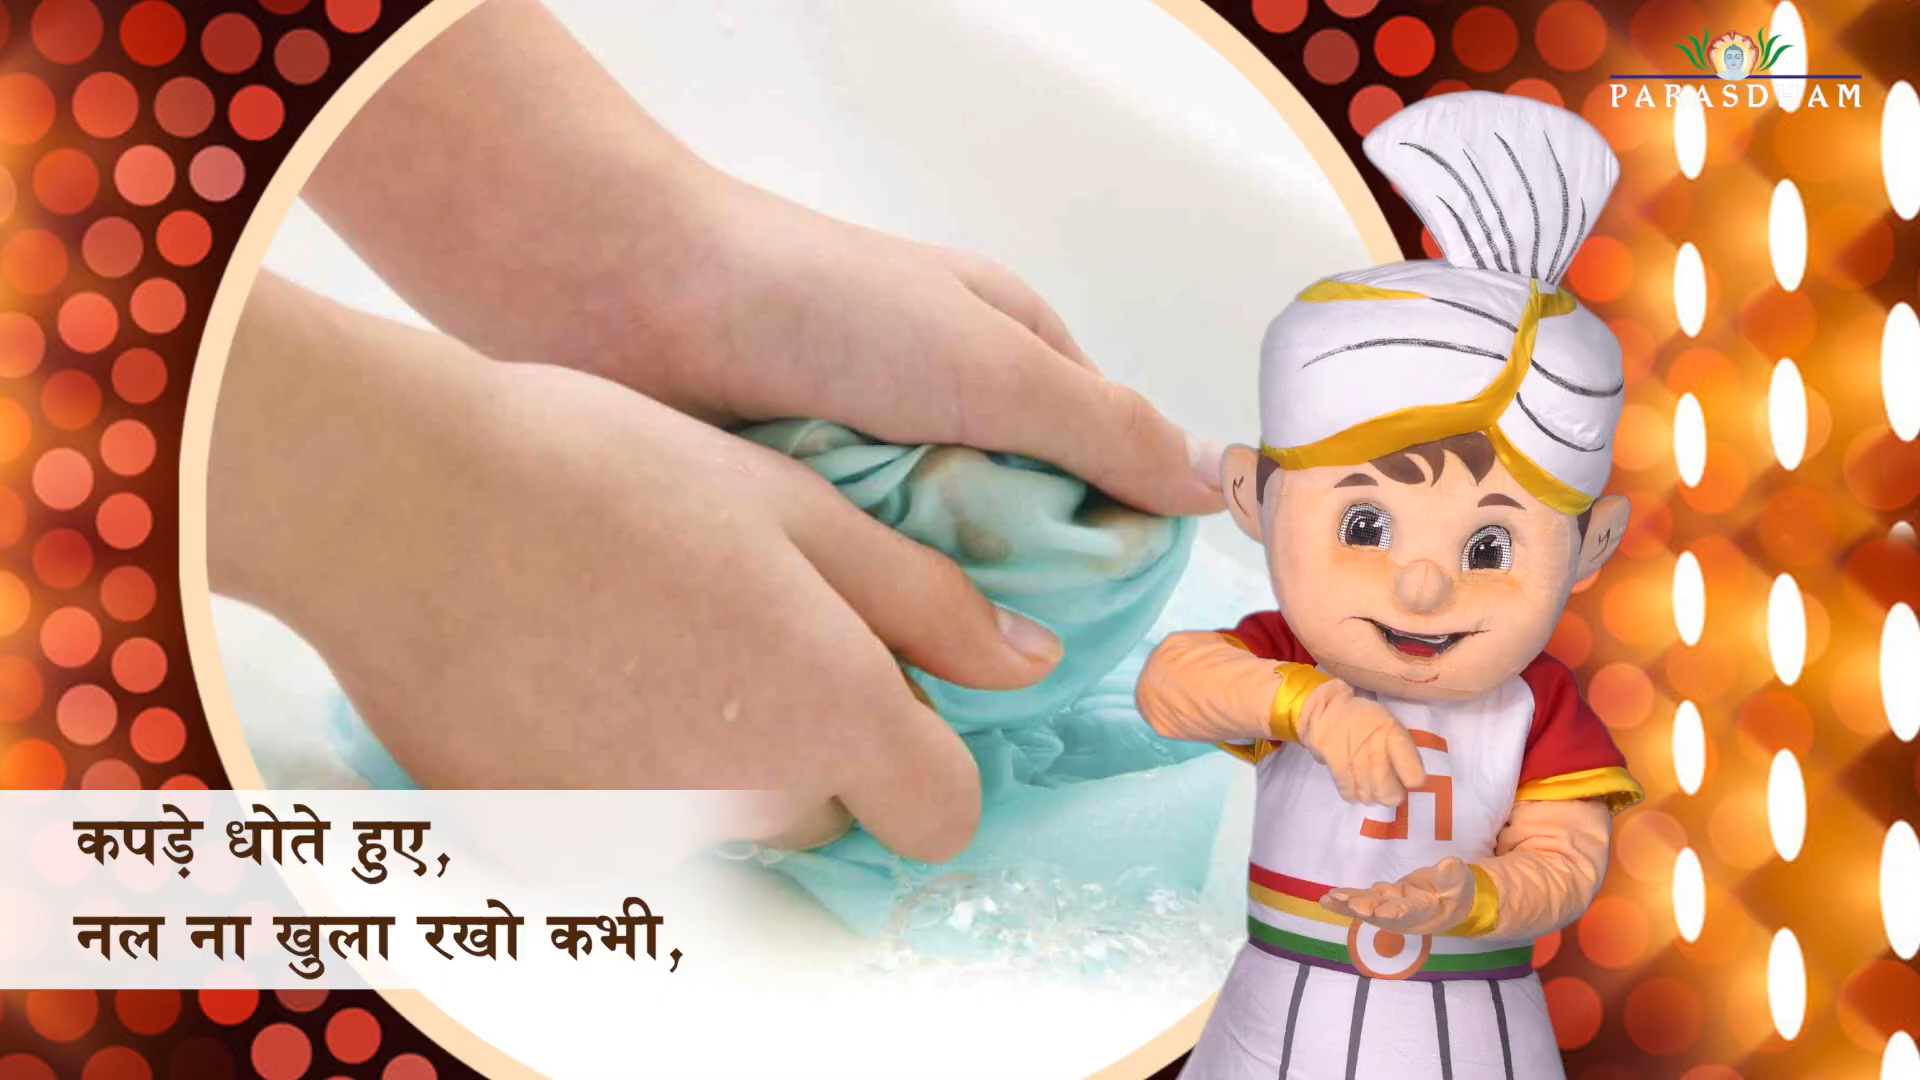 PARASDHAM
कपड़े धोते हुए,
नल ना खुला रखो कभी,